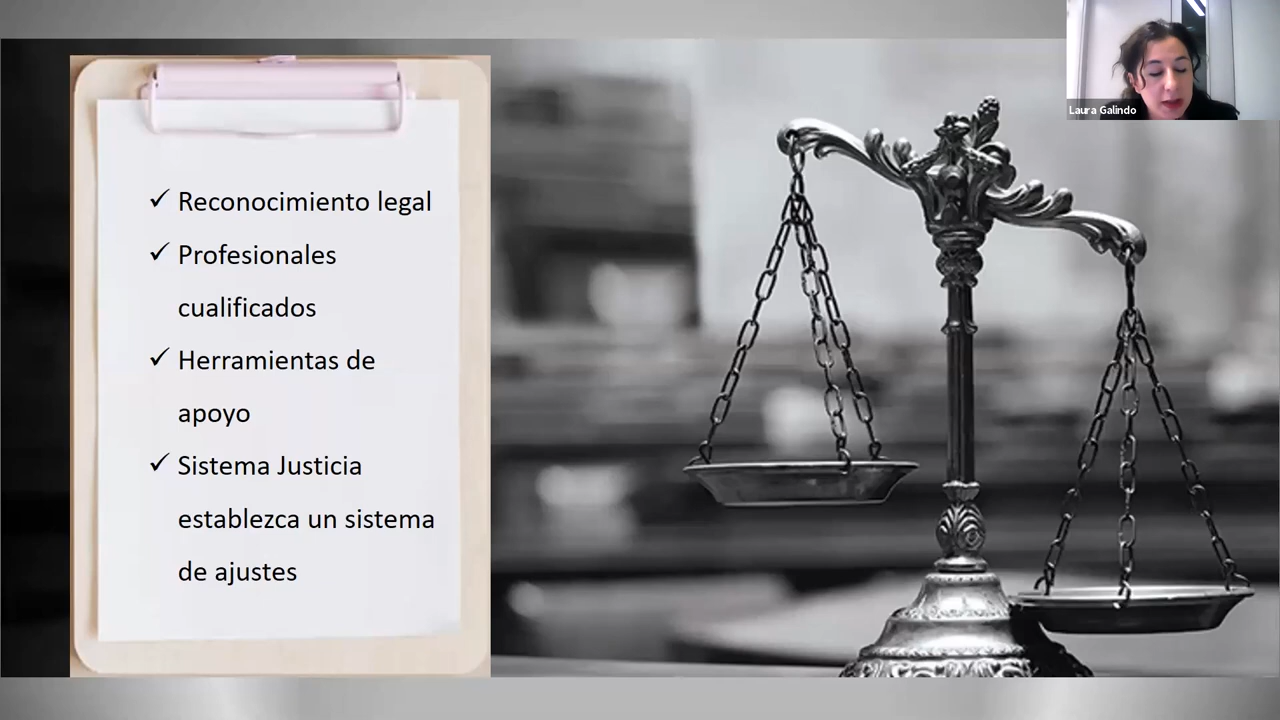 Laura Galindo
✓ Reconocimiento legal
✓ Profesionales
cualificados
✓ Herramientas de
apoyo
✓ Sistema Justicia
establezca un sistema
de ajustes